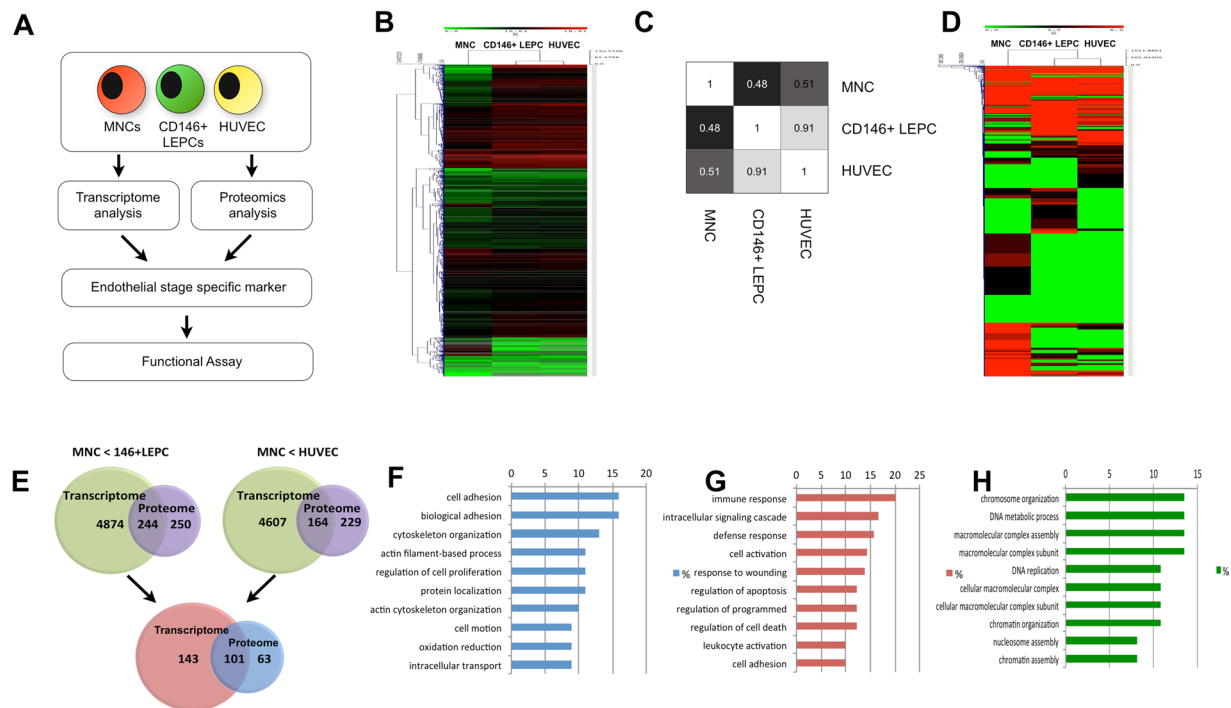 A
MNCs
CD146+
LEPCs
HUVEC
Transcriptome
analysis
Proteomics
analysis
Endothelial stage specific marker
Functional Assay
B
MNC CD146+ LEPC HUVEC
C
1 0.48 0.51 MNC
0.48 1 0.91 CD146+ LEPC
0.51 0.91 1 HUVEC
MNC
CD146+ LEPC
HUVEC
D
MNC CD146+ LEPC HUVEC
E
MNC < 146+LEPC
Transcriptome
Proteome
4874 244 250
MNC < HUVEC
Transcriptome
Proteome
4607 164 229
Transcriptome
Proteome
143 101 63
F
0 5 10 15 20
cell adhesion
biological adhesion
cytoskeleton organization
actin filament-based process
regulation of cell proliferation
protein localization
actin cytoskeleton organization
cell motion
oxidation reduction
intracellular transport
%
G
0 5 10 15 20 25
immune response
intracellular signaling cascade
defense response
cell activation
response to wounding
regulation of apoptosis
regulation of programmed
regulation of cell death
leukocyte activation
cell adhesion
%
H
0 5 10 15
chromosome organization
DNA metabolic process
macromolecular complex assembly
macromolecular complex subunit
DNA replication
cellular macromolecular complex
cellular macromolecular complex subunit
chromatin organization
nucleosome assembly
chromatin assembly
%